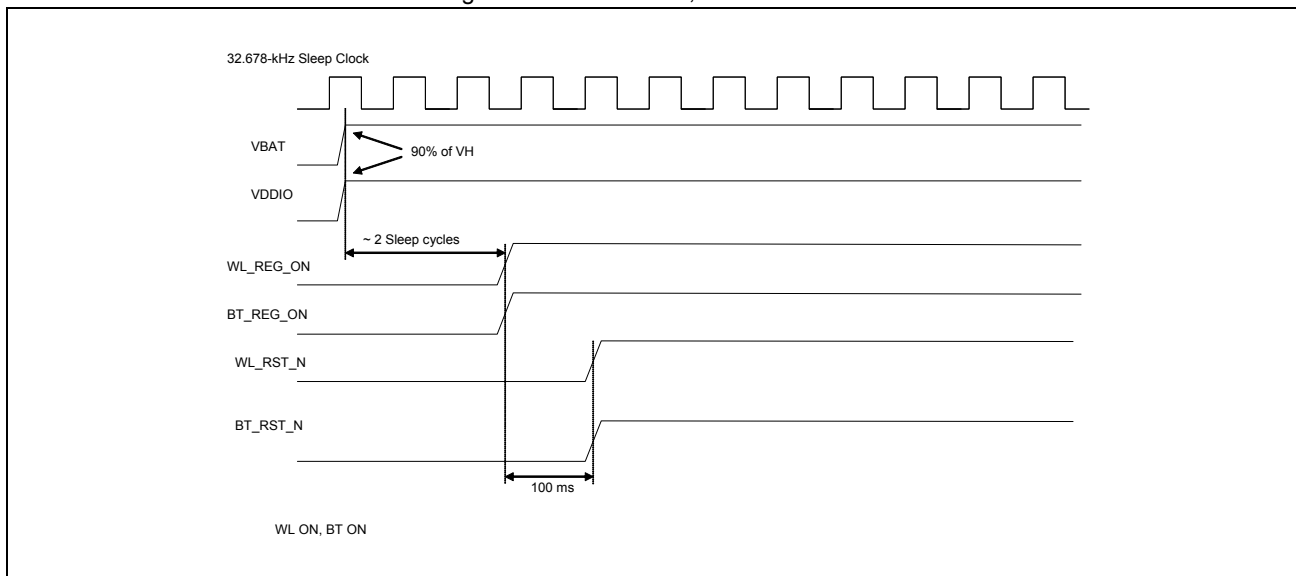 32.678-kHz Sleep Clock
VBAT
90% of VH
VDDIO
~ 2 Sleep cycles
WL_REG_ON
BT_REG_ON
WL_RST_N
BT_RST_N
100 ms
WL ON, BT ON